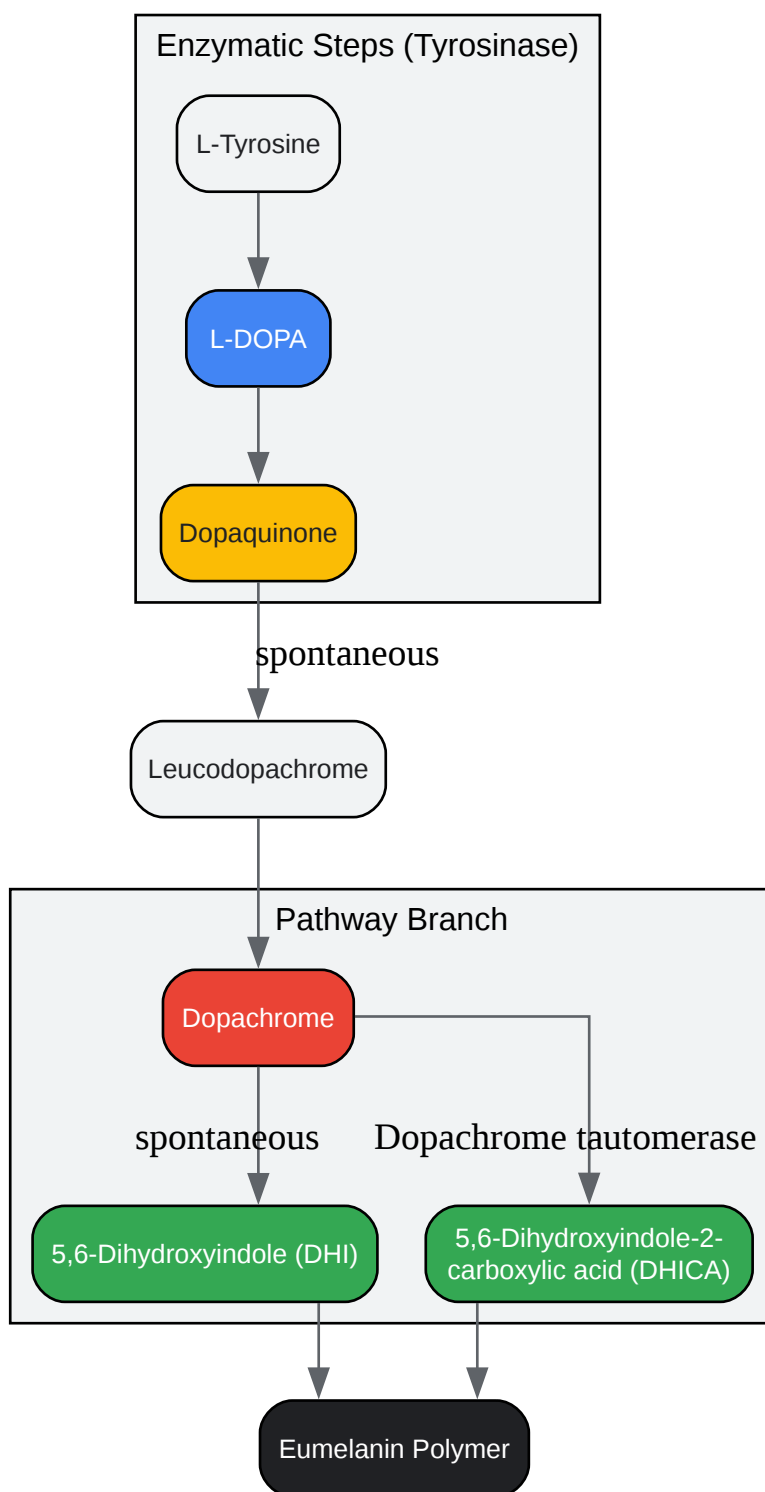 Enzymatic Steps (Tyrosinase)
L-Tyrosine
L-DOPA
Dopaquinone
spontaneous
Leucodopachrome
Pathway Branch
Dopachrome
spontaneous
Dopachrome tautomerase
5,6-Dihydroxyindole (DHI)
5,6-Dihydroxyindole-2-
carboxylic acid (DHICA)
Eumelanin Polymer